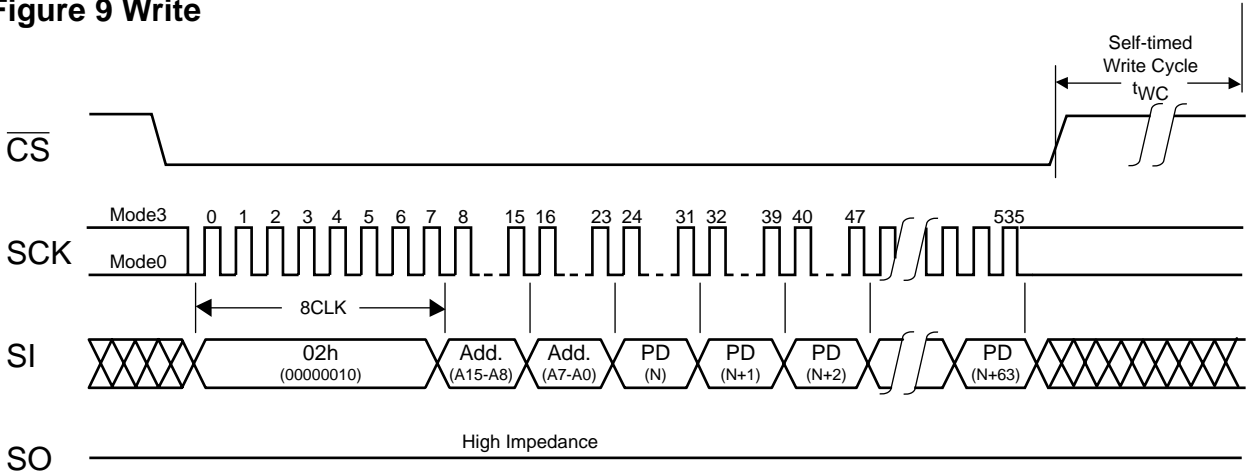 Figure 9 Write
Self-timed
Write Cycle
tWC
CS
Mode3 0 1 2 3 4 5 6 7 8 15 16 23 24 31 32 39 40 47 535
SCK
Mode0
8CLK
SI
02h Add. Add. PD PD PD PD
(00000010) (A15-A8) (A7-A0) (N) (N+1) (N+2) (N+63)
High Impedance
SO